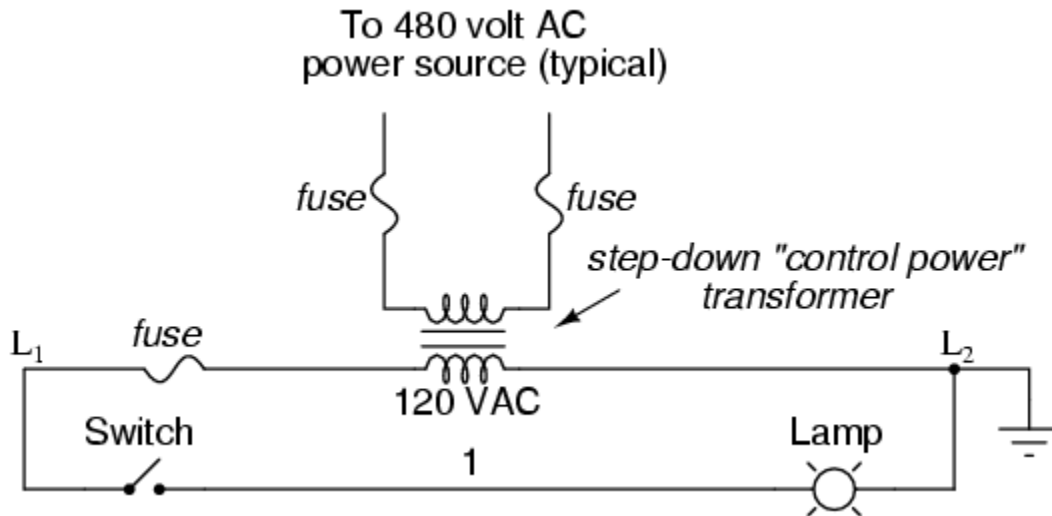 To 480 volt AC
power source (typical)
fuse
fuse
step-down "control power"
transformer
L1
fuse
L2
120 VAC
Switch
1
Lamp